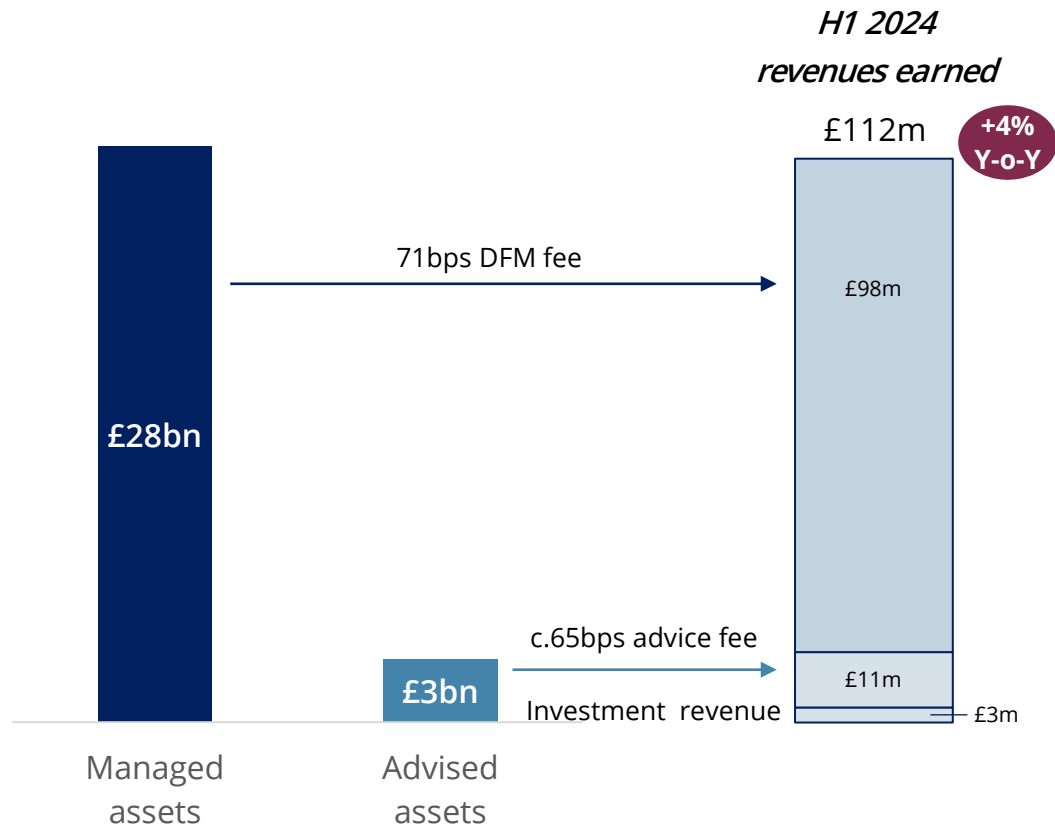 H1 2024
revenues earned
£112m
+4%
Y-o-Y
71bps DFM fee
£98m
£28bn
c.65bps advice fee
£11m
£3bn
Investment revenue
£3m
Managed
assets
Advised
assets